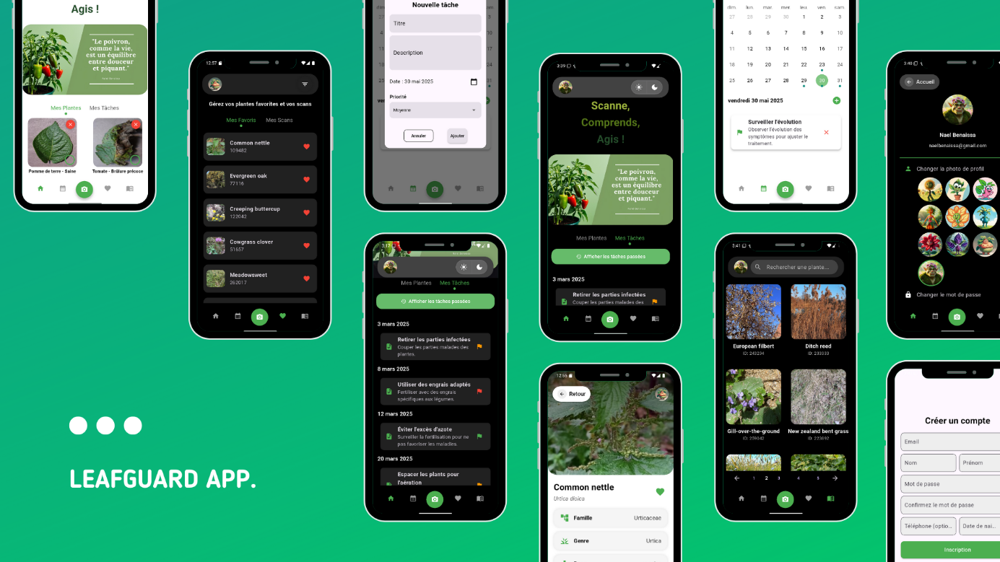 Agis !
"Le poivron,
comme la vie,
est un équilibre
entre douceur
et piquant."
Mes Plantes
Mes Tâches
Pomme de terre - Saine
Tomate - Brûlure précoce
12:57
Gérez vos plantes favorites et vos scans
Mes Favoris
Mes Scans
Common nettle
109482
Evergreen oak
77116
Creeping buttercup
122042
Cowgrass clover
51657
Meadowsweet
262017
LEAFGUARD APP.
Nouvelle tâche
Titre
Description
Date : 30 mai 2025
Priorité
Moyenne
Annuler
Ajouter
3:17
Mes Plantes
Mes Tâches
Afficher les tâches passées
3 mars 2025
Retirer les parties infectées
Couper les parties malades des
plantes.
8 mars 2025
Utiliser des engrais adaptés
Fertiliser avec des engrais
spécifiques aux légumes.
12 mars 2025
Éviter l'excès d'azote
Surveiller la fertilisation pour ne
pas favoriser les maladies.
20 mars 2025
Espacer les plants pour
l'aération
3:39
Scanne,
Comprends,
Agis !
"Le poivron,
comme la vie,
est un équilibre
entre douceur
et piquant."
Mes Plantes
Mes Tâches
Afficher les tâches passées
3 mars 2025
Retirer les parties infectées
Couper les parties malades des
12:55
Retour
Common nettle
Urtica dioica
Famille
Urticaceae
Genre
Urtica
dim. lun. mar. mer. jeu. ven. sam.
27 28 29 30 1 2 3
4 5 6 7 8 9 10
11 12 13 14 15 16 17
18 19 20 21 22 23 24
25 26 27 28 29 30 31
vendredi 30 mai 2025
Surveiller l'évolution
Observer l'évolution des
symptômes pour ajuster le
traitement.
3:41
Rechercher une plante...
European filbert
ID: 243294
Ditch reed
ID: 233333
Gill-over-the-ground
ID: 259042
New zealand bent grass
ID: 223692
1 2 3 4 5
3:40
Accueil
Nael Benaissa
naelbenaissa@gmail.com
Changer la photo de profil
Changer le mot de passe
Créer un compte
Email
Nom
Prénom
Mot de passe
Confirmez le mot de passe
Téléphone (optio...
Date de nai...
Inscription